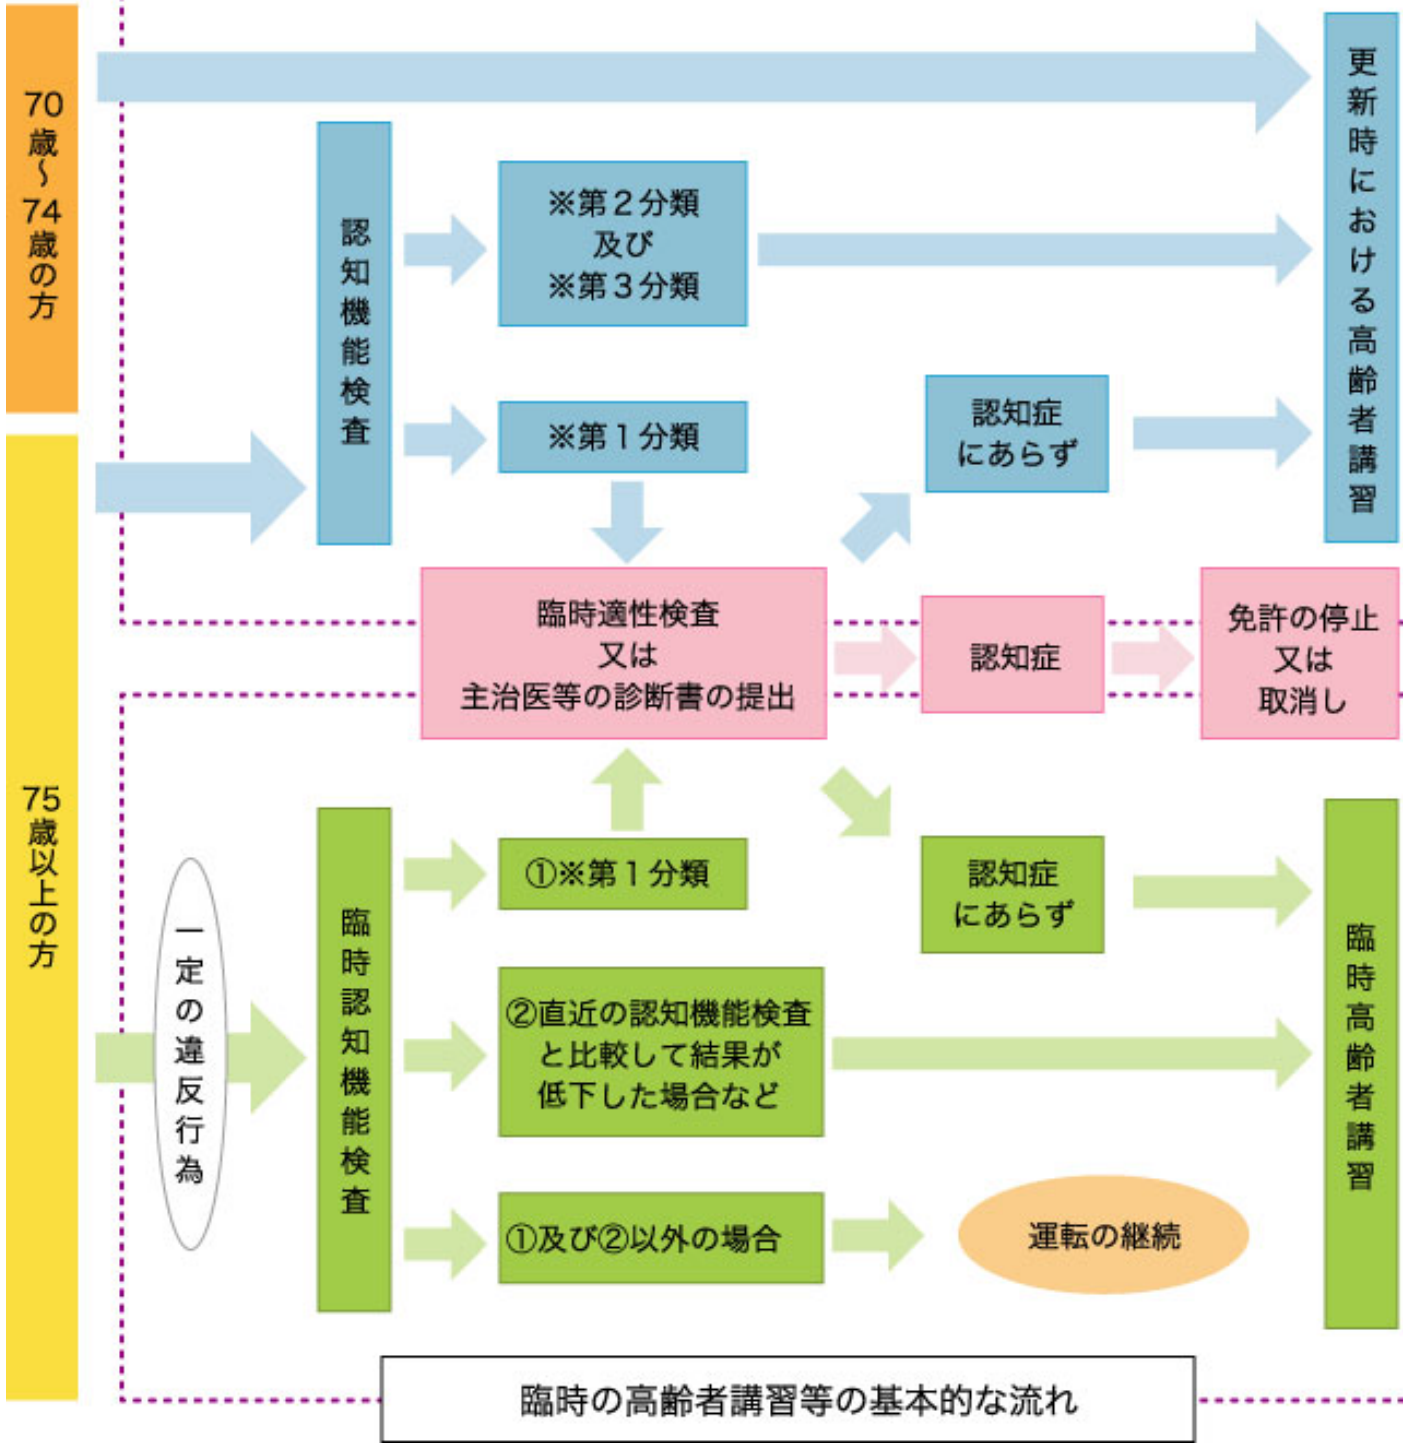 70歳〜74歳の方
更新時における高齢者講習
認知機能検査
※第２分類
及び
※第３分類
※第１分類
認知症
にあらず
臨時適性検査
又は
主治医等の診断書の提出
認知症
免許の停止
又は
取消し
75歳以上の方
一定の違反行為
臨時認知機能検査
①※第１分類
認知症
にあらず
②直近の認知機能検査
と比較して結果が
低下した場合など
①及び②以外の場合
運転の継続
臨時高齢者講習
臨時の高齢者講習等の基本的な流れ